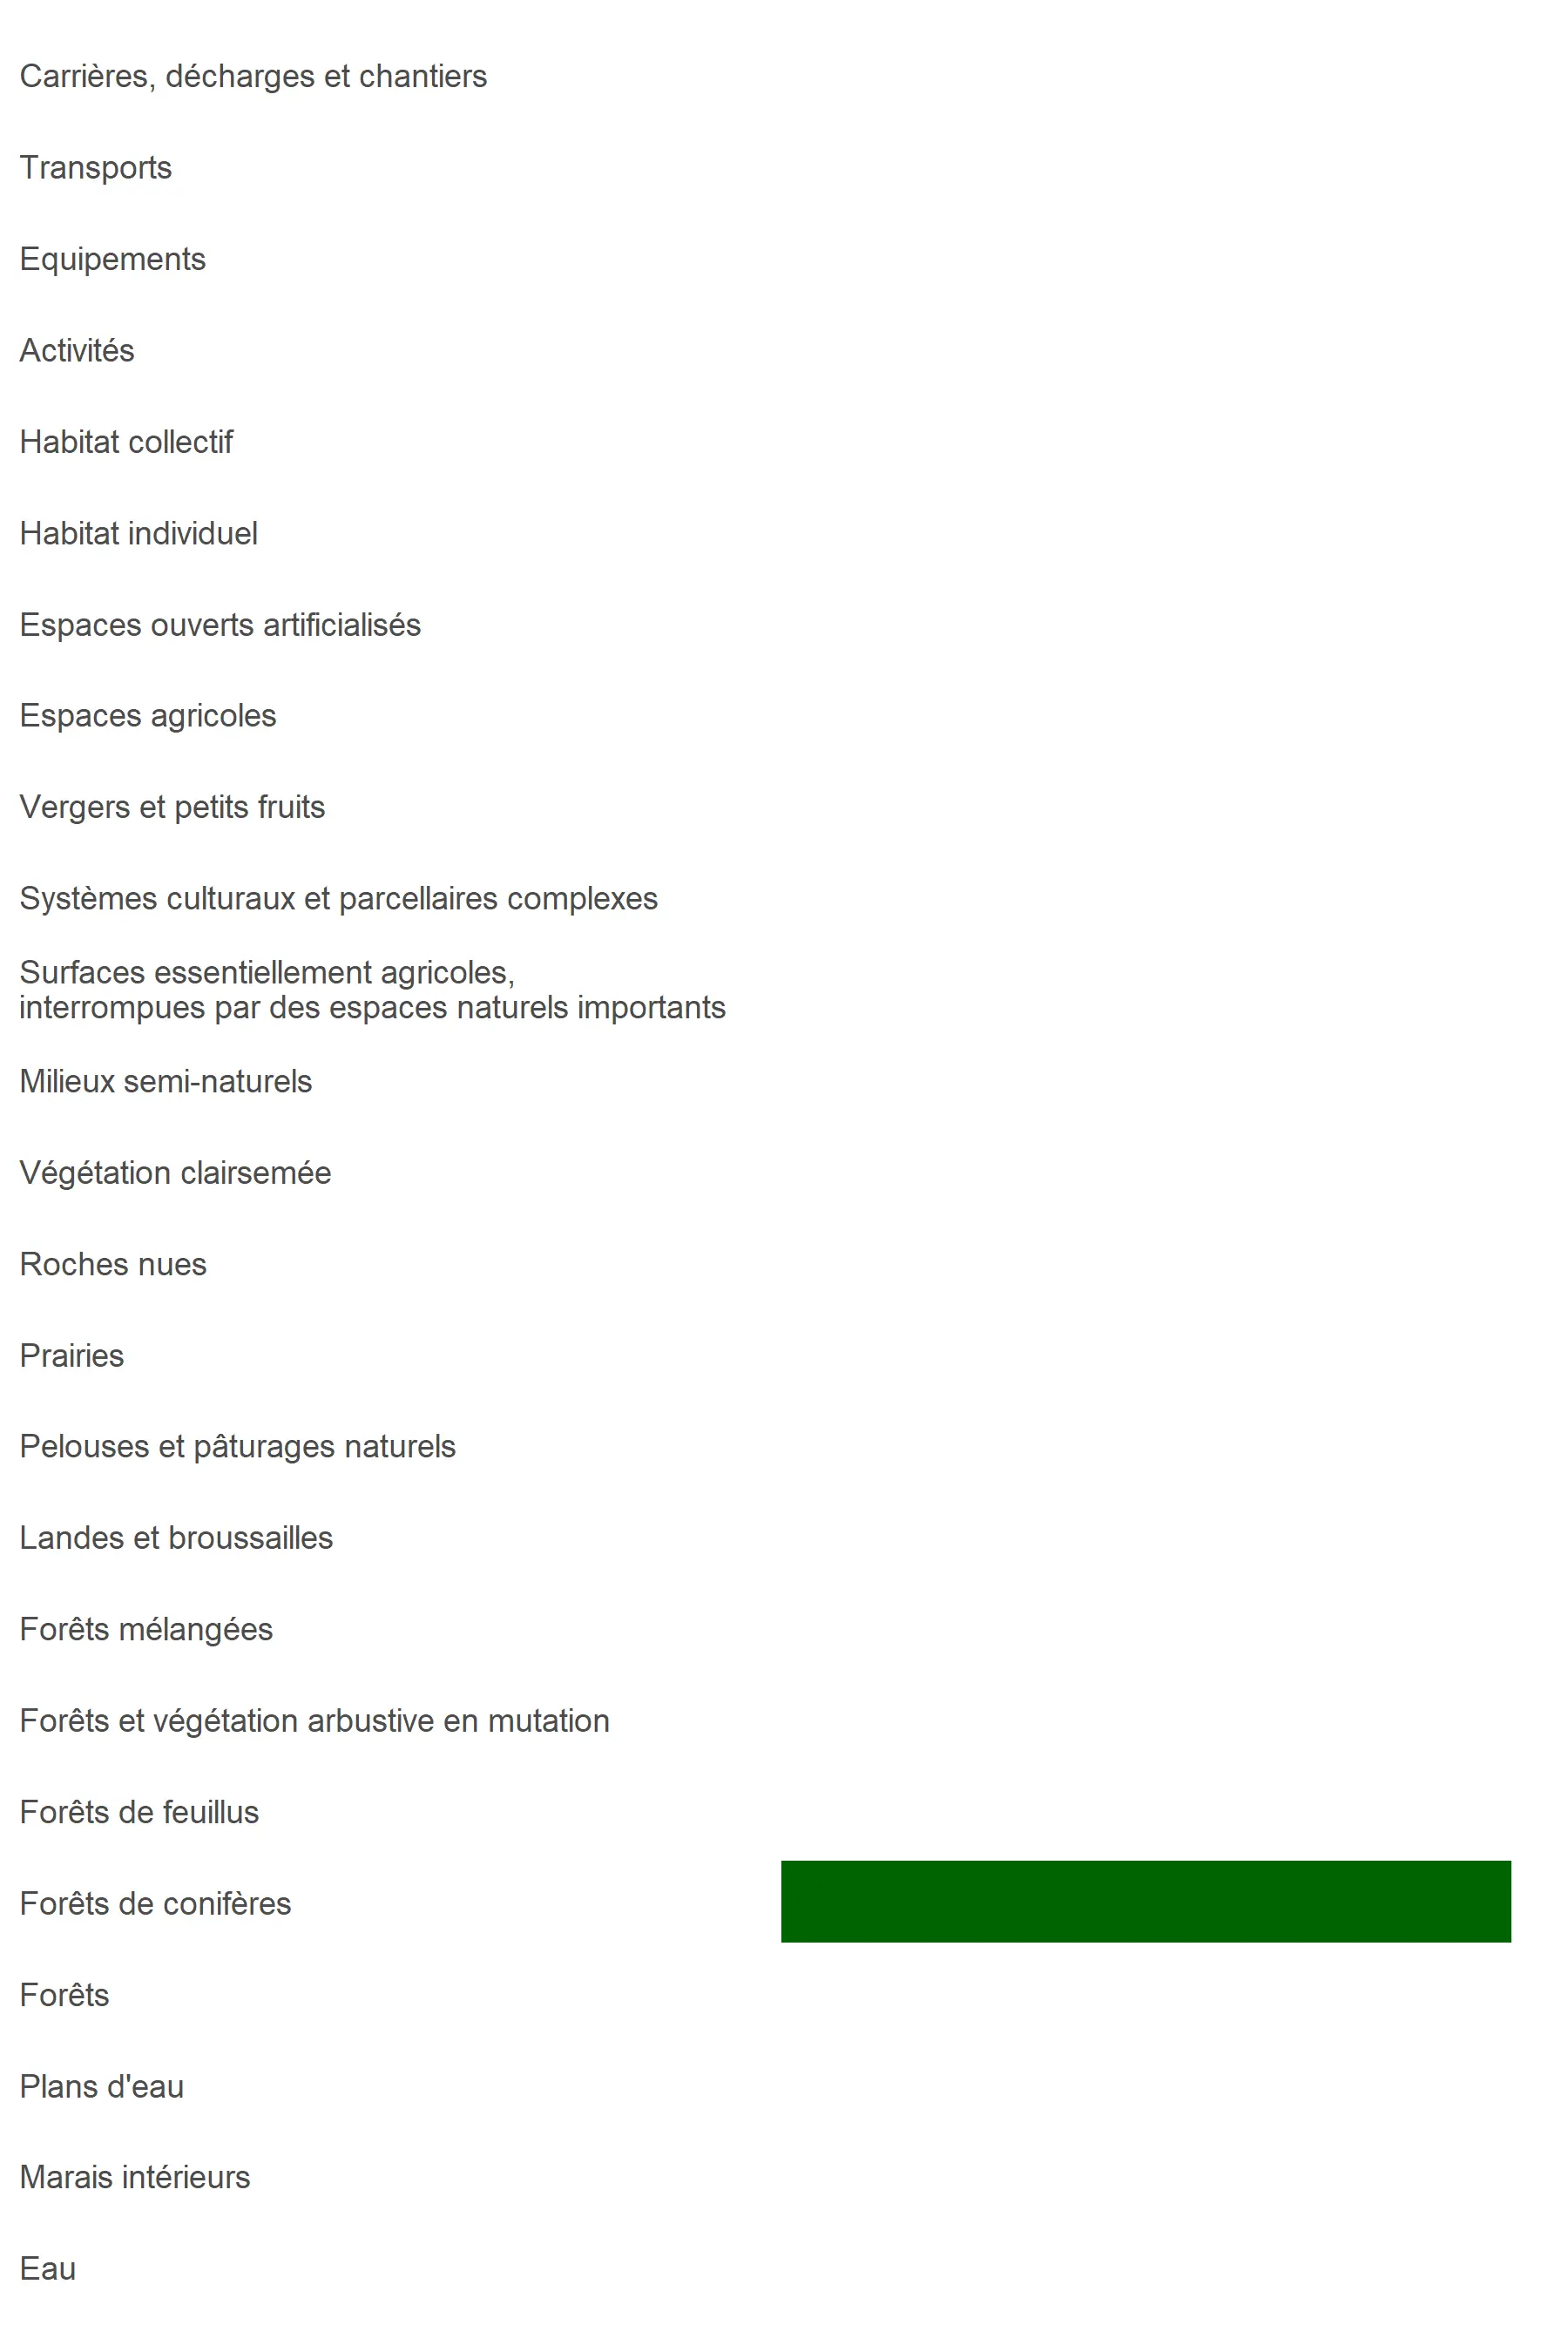 Carrières, décharges et chantiers
Transports
Equipements
Activités
Habitat collectif
Habitat individuel
Espaces ouverts artificialisés
Espaces agricoles
Vergers et petits fruits
Systèmes culturaux et parcellaires complexes
Surfaces essentiellement agricoles,
interrompues par des espaces naturels importants
Milieux semi-naturels
Végétation clairsemée
Roches nues
Prairies
Pelouses et pâturages naturels
Landes et broussailles
Forêts mélangées
Forêts et végétation arbustive en mutation
Forêts de feuillus
Forêts de conifères
Forêts
Plans d'eau
Marais intérieurs
Eau